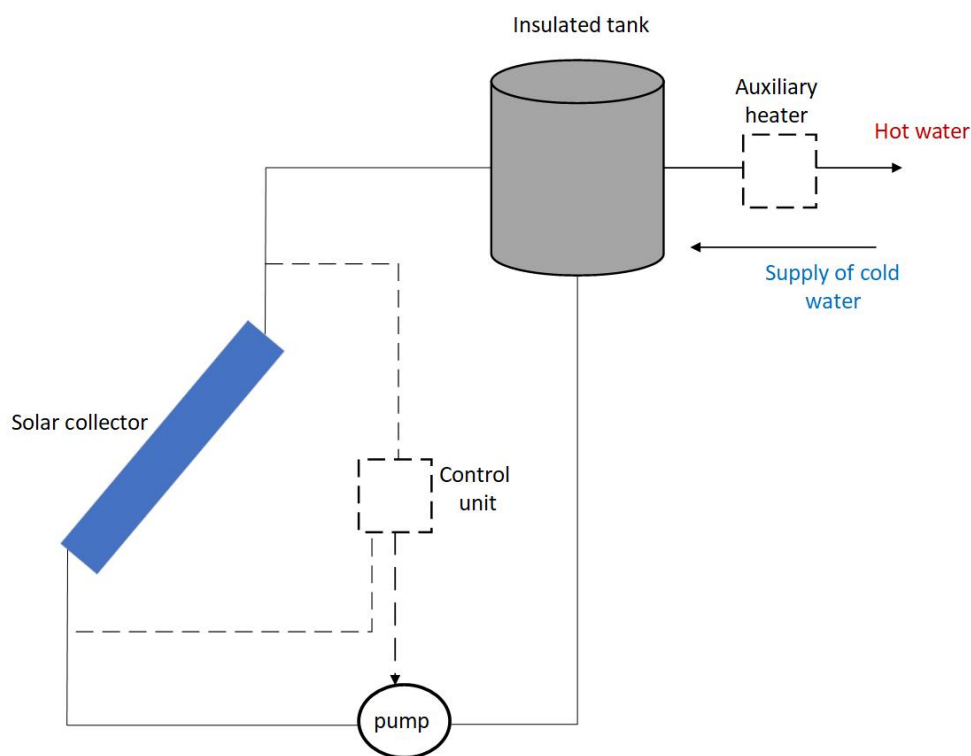 Insulated tank
Auxiliary
heater
Hot water
Supply of cold
water
Solar collector
Control
unit
pump